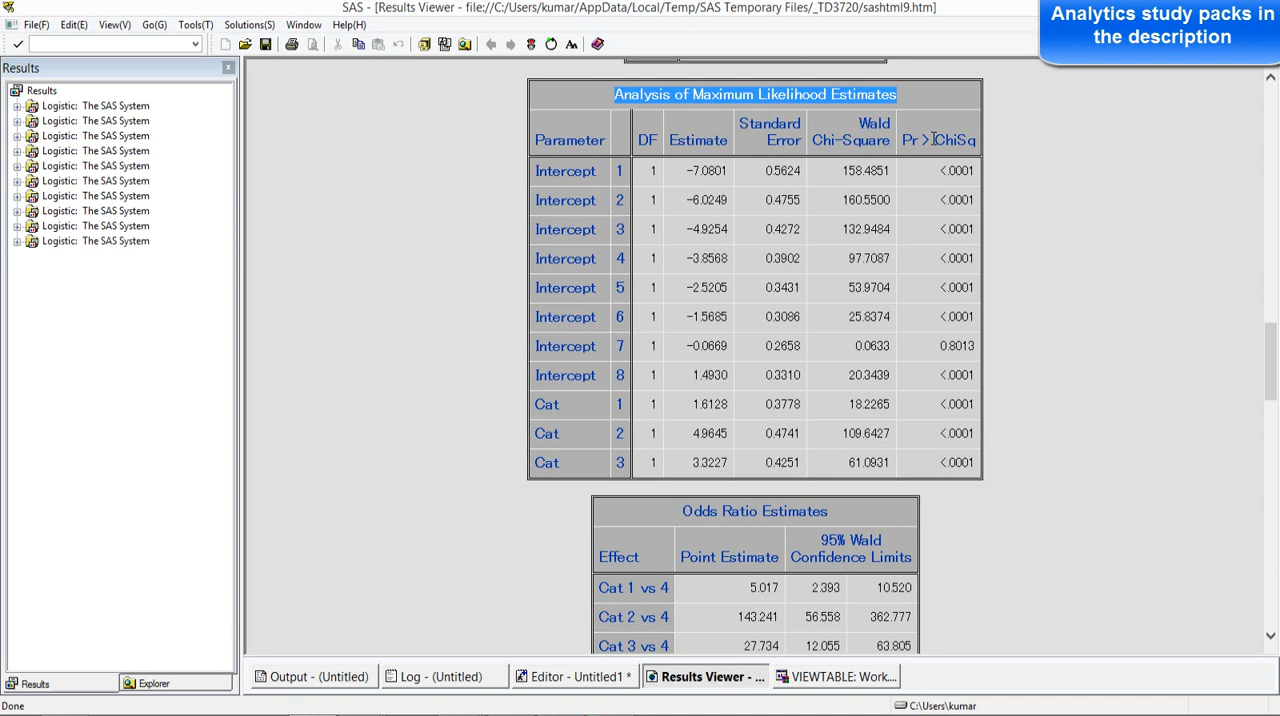 SAS - [Results Viewer - file://C:/Users/kumar/AppData/Local/Temp/SAS Temporary Files/_TD3720/sashtml9.htm]
File(F) Edit(E) View(V) Go(G) Tools(T) Solutions(S) Window Help(H)
Analytics study packs in
the description
Results
Results
Logistic: The SAS System
Logistic: The SAS System
Logistic: The SAS System
Logistic: The SAS System
Logistic: The SAS System
Logistic: The SAS System
Logistic: The SAS System
Logistic: The SAS System
Logistic: The SAS System
Logistic: The SAS System
Analysis of Maximum Likelihood Estimates
Parameter DF Estimate Standard Error Wald Chi-Square Pr > ChiSq
Intercept 1 1 -7.0801 0.5624 158.4851 <.0001
Intercept 2 1 -6.0249 0.4755 160.5500 <.0001
Intercept 3 1 -4.9254 0.4272 132.9484 <.0001
Intercept 4 1 -3.8568 0.3902 97.7087 <.0001
Intercept 5 1 -2.5205 0.3431 53.9704 <.0001
Intercept 6 1 -1.5685 0.3086 25.8374 <.0001
Intercept 7 1 -0.0669 0.2658 0.0633 0.8013
Intercept 8 1 1.4930 0.3310 20.3439 <.0001
Cat 1 1 1.6128 0.3778 18.2265 <.0001
Cat 2 1 4.9645 0.4741 109.6427 <.0001
Cat 3 1 3.3227 0.4251 61.0931 <.0001
Odds Ratio Estimates
Effect Point Estimate 95% Wald Confidence Limits
Cat 1 vs 4 5.017 2.393 10.520
Cat 2 vs 4 143.241 56.558 362.777
Cat 3 vs 4 27.734 12.055 63.805
Results Explorer
Output - (Untitled) Log - (Untitled) Editor - Untitled1 * Results Viewer - ... VIEWTABLE: Work....
Done C:\Users\kumar